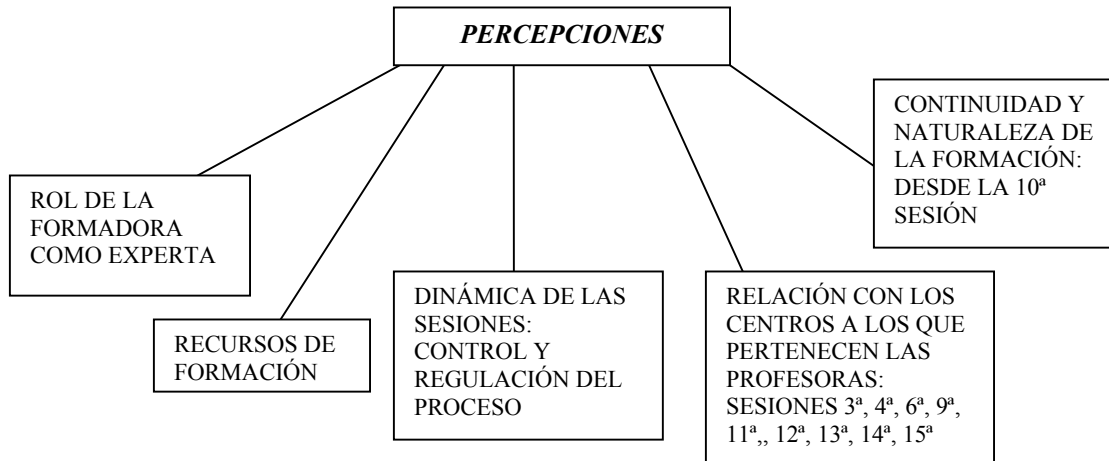 PERCEPCIONES
ROL DE LA
FORMADORA
COMO EXPERTA
RECURSOS DE
FORMACIÓN
DINÁMICA DE LAS
SESIONES:
CONTROL Y
REGULACIÓN DEL
PROCESO
RELACIÓN CON LOS
CENTROS A LOS QUE
PERTENECEN LAS
PROFESORAS:
SESIONES 3ª, 4ª, 6ª, 9ª,
11ª,, 12ª, 13ª, 14ª, 15ª
CONTINUIDAD Y
NATURALEZA DE
LA FORMACIÓN:
DESDE LA 10ª
SESIÓN